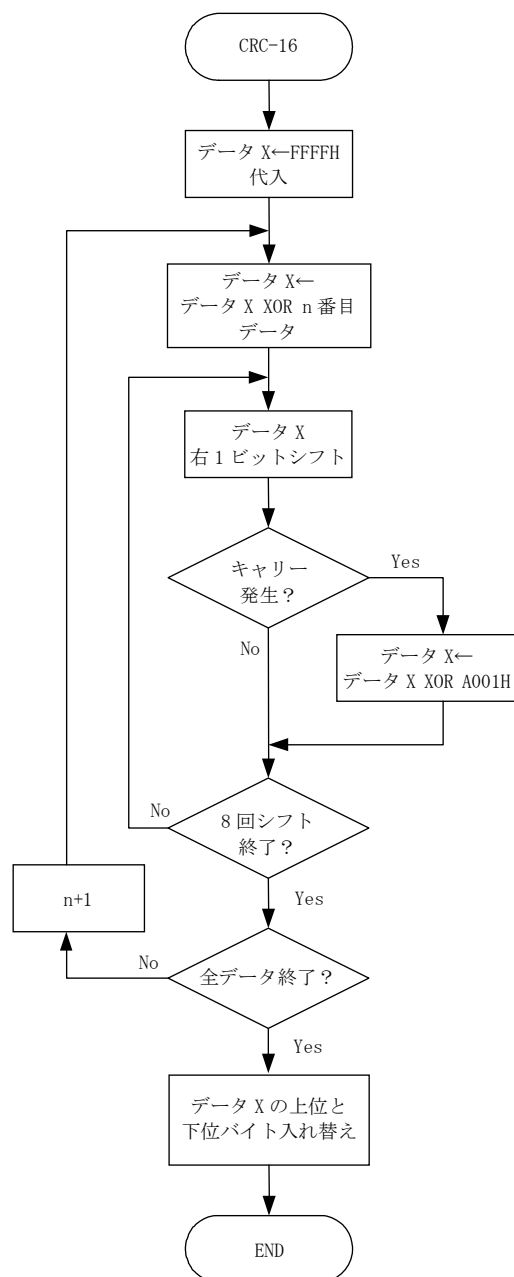 CRC-16
データ X←FFFFH
代入
データ X←
データ X XOR n 番目
データ
データ X
右 1 ビットシフト
キャリー
発生？
Yes
No
データ X←
データ X XOR A001H
No
8 回シフト
終了？
Yes
n+1
No
全データ終了？
Yes
データ X の上位と
下位バイト入れ替え
END